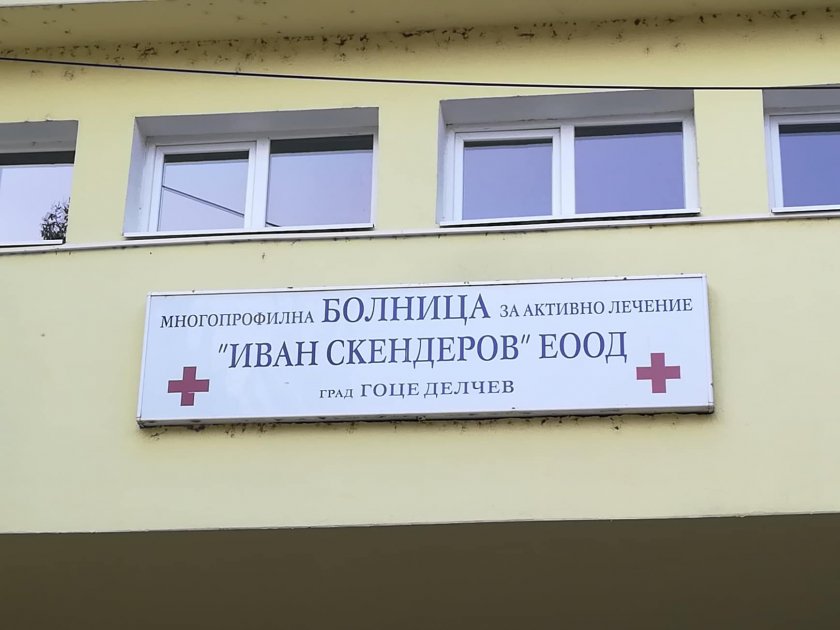 МНОГОПРОФИЛНА БОЛНИЦА ЗА АКТИВНО ЛЕЧЕНИЕ
"ИВАН СКЕНДЕРОВ" ЕООД
ГРАД ГОЦЕ ДЕЛЧЕВ